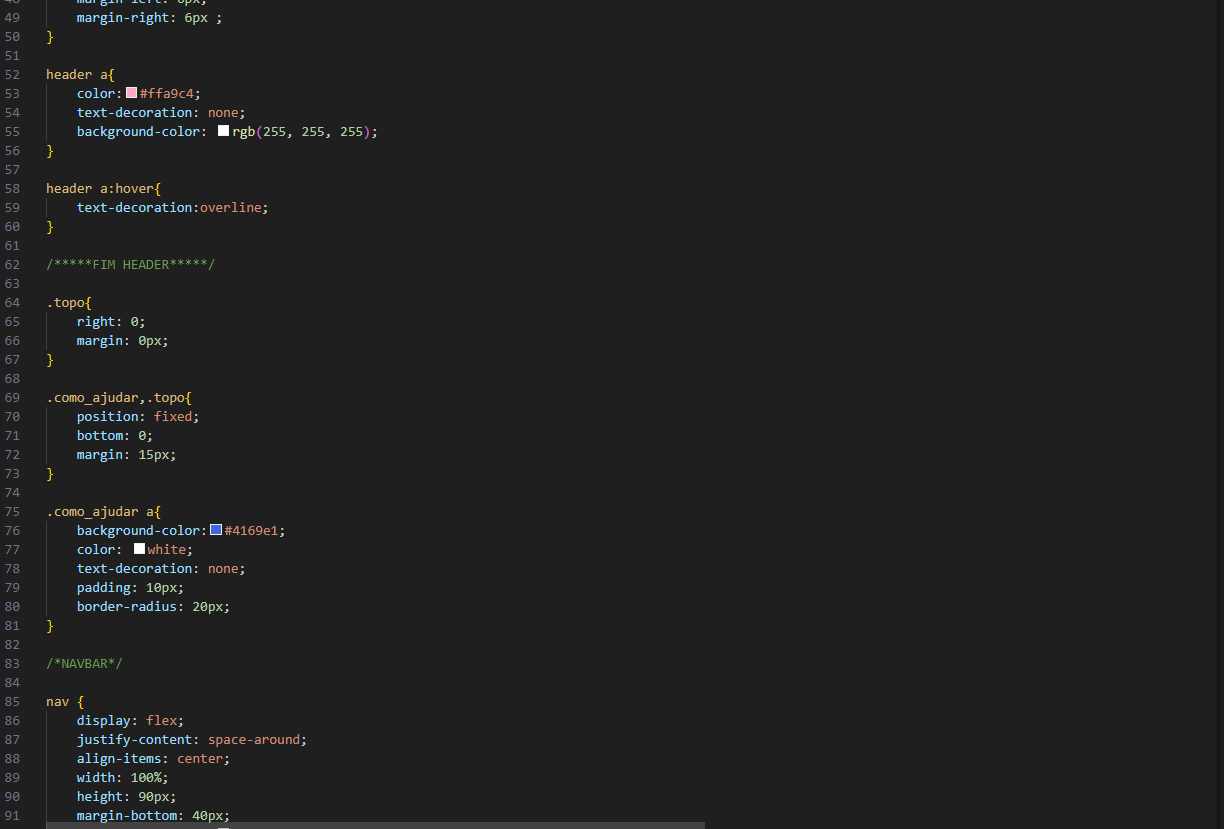 48 margin-left: 6px;
49 margin-right: 6px ;
50 }
51
52 header a{
53 color: #ffa9c4;
54 text-decoration: none;
55 background-color: rgb(255, 255, 255);
56 }
57
58 header a:hover{
59 text-decoration:overline;
60 }
61
62 /*****FIM HEADER*****/
63
64 .topo{
65 right: 0;
66 margin: 0px;
67 }
68
69 .como_ajudar,.topo{
70 position: fixed;
71 bottom: 0;
72 margin: 15px;
73 }
74
75 .como_ajudar a{
76 background-color: #4169e1;
77 color: white;
78 text-decoration: none;
79 padding: 10px;
80 border-radius: 20px;
81 }
82
83 /*NAVBAR*/
84
85 nav {
86 display: flex;
87 justify-content: space-around;
88 align-items: center;
89 width: 100%;
90 height: 90px;
91 margin-bottom: 40px;